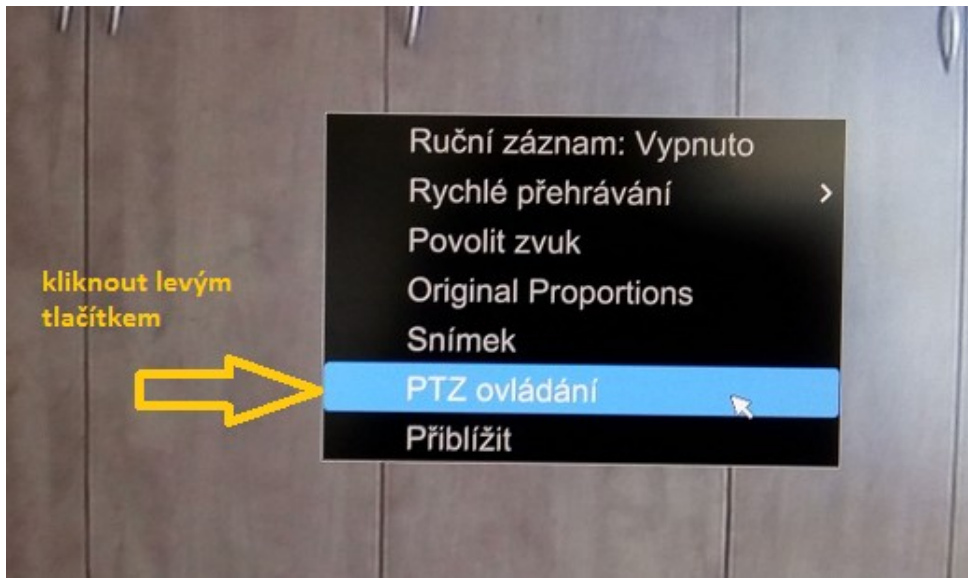 Ruční záznam: Vypnuto
Rychlé přehrávání
Povolit zvuk
kliknout levým
tlačítkem
Original Proportions
Snímek
PTZ ovládání
Přiblížit